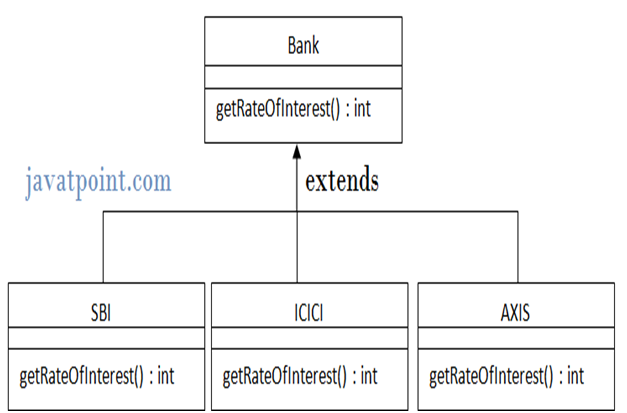 Bank
getRateOfInterest() : int
javatpoint.com
extends
SBI
ICICI
AXIS
getRateOfInterest() : int
getRateOfInterest() : int
getRateOfInterest() : int